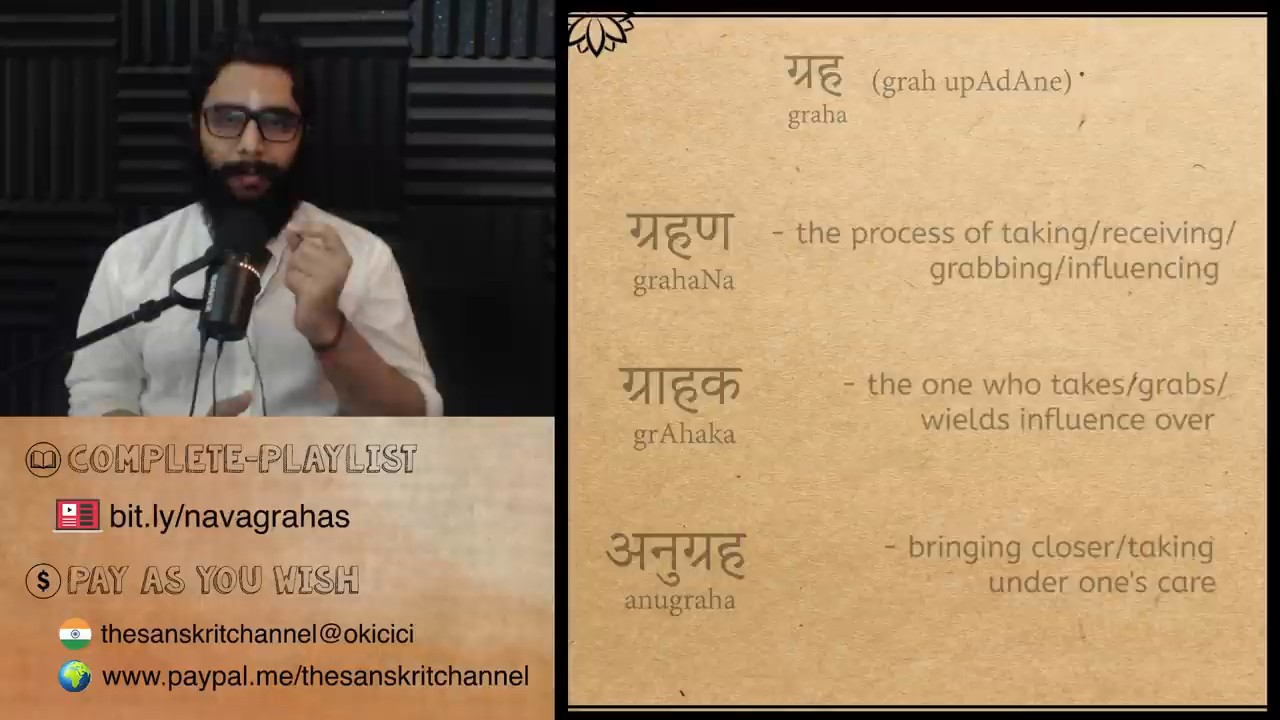 COMPLETE-PLAYLIST
bit.ly/navagrahas
$ PAY AS YOU WISH
thesanskritchannel@okicici
www.paypal.me/thesanskritchannel
ग्रह (grah upAdAne)
graha
ग्रहण - the process of taking/receiving/
grabbing/influencing
grahaNa
ग्राहक - the one who takes/grabs/
wields influence over
grAhaka
अनुग्रह - bringing closer/taking
under one's care
anugraha